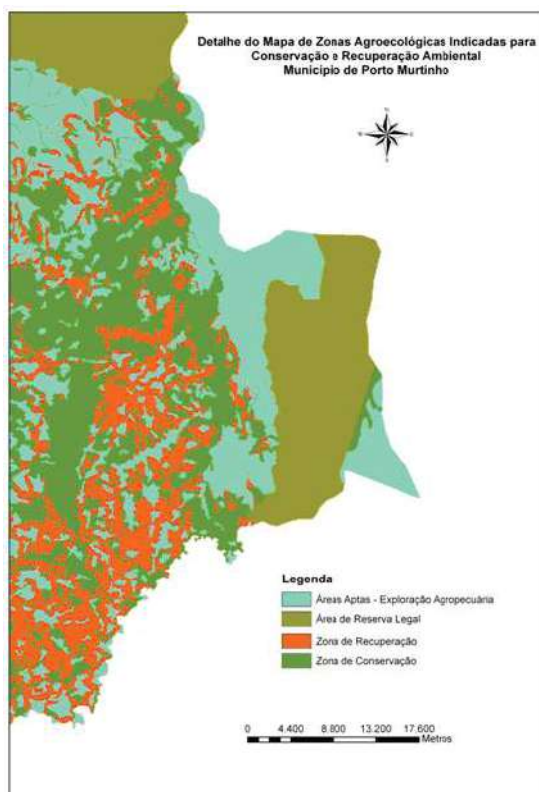 Detalhe do Mapa de Zonas Agroecológicas Indicadas para
Conservação e Recuperação Ambiental
Município de Porto Murtinho
N
W
E
S
Legenda
Áreas Aptas - Exploração Agropecuária
Área de Reserva Legal
Zona de Recuperação
Zona de Conservação
0 4.400 8.800 13.200 17.600
Metros